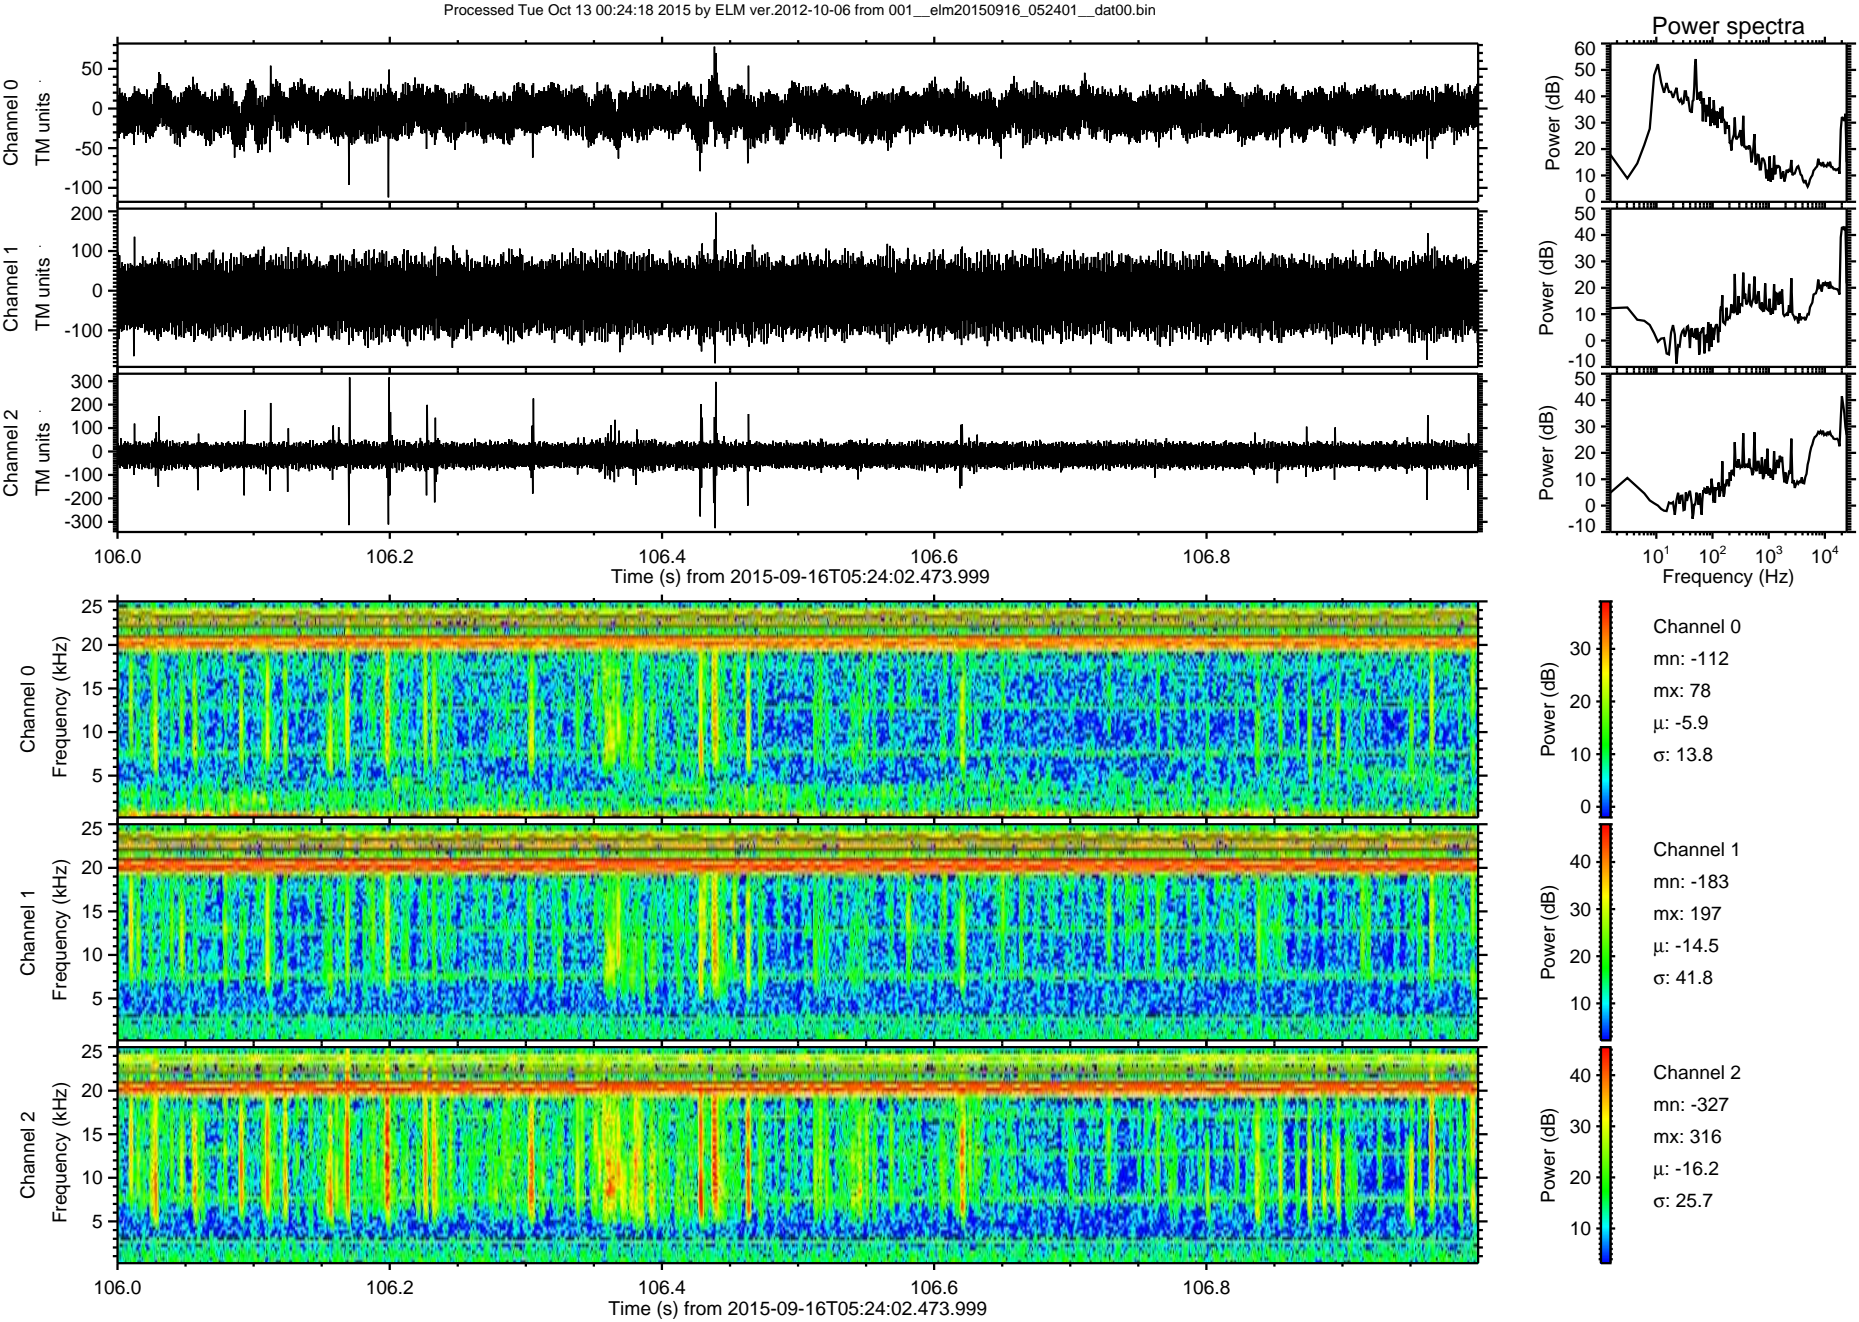 Processed Tue Oct 13 00:24:18 2015 by ELM ver.2012-10-06 from 001__elm20150916_052401__dat00.bin
Power spectra
Channel 0
TM units
50
0
-50
-100
Power (dB)
60
50
40
30
20
10
0
Channel 1
TM units
200
100
0
-100
Power (dB)
50
40
30
20
10
0
-10
Channel 2
TM units
300
200
100
0
-100
-200
-300
Power (dB)
50
40
30
20
10
0
-10
106.0 106.2 106.4 106.6 106.8
Time (s) from 2015-09-16T05:24:02.473.999
10¹ 10² 10³ 10⁴
Frequency (Hz)
Channel 0
Frequency (kHz)
25
20
15
10
5
Power (dB)
30
20
10
0
Channel 0
mn: -112
mx: 78
μ: -5.9
σ: 13.8
Channel 1
Frequency (kHz)
25
20
15
10
5
Power (dB)
40
30
20
10
Channel 1
mn: -183
mx: 197
μ: -14.5
σ: 41.8
Channel 2
Frequency (kHz)
25
20
15
10
5
Power (dB)
40
30
20
10
Channel 2
mn: -327
mx: 316
μ: -16.2
σ: 25.7
106.0 106.2 106.4 106.6 106.8
Time (s) from 2015-09-16T05:24:02.473.999